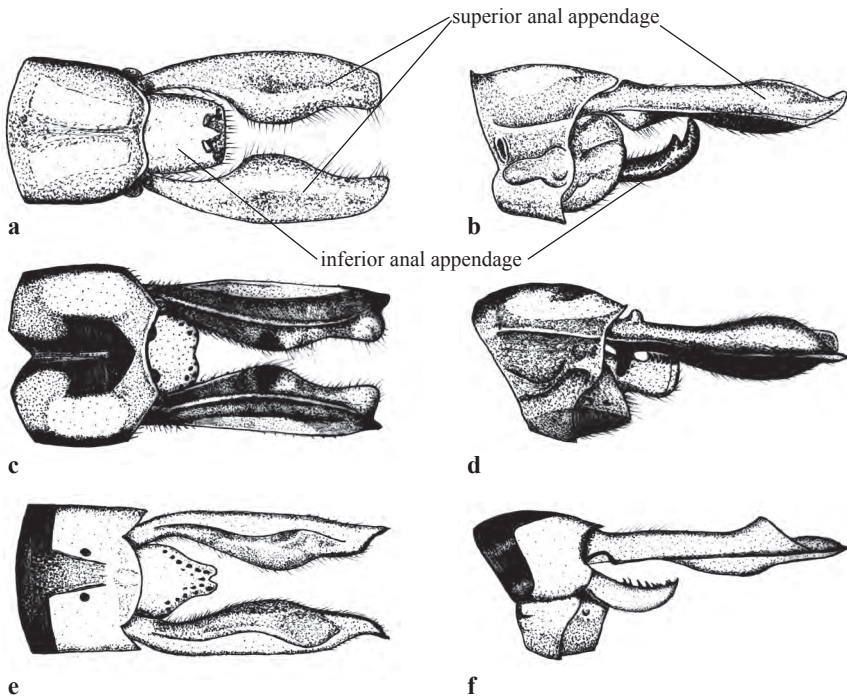 superior anal appendage
a
b
inferior anal appendage
c
d
e
f